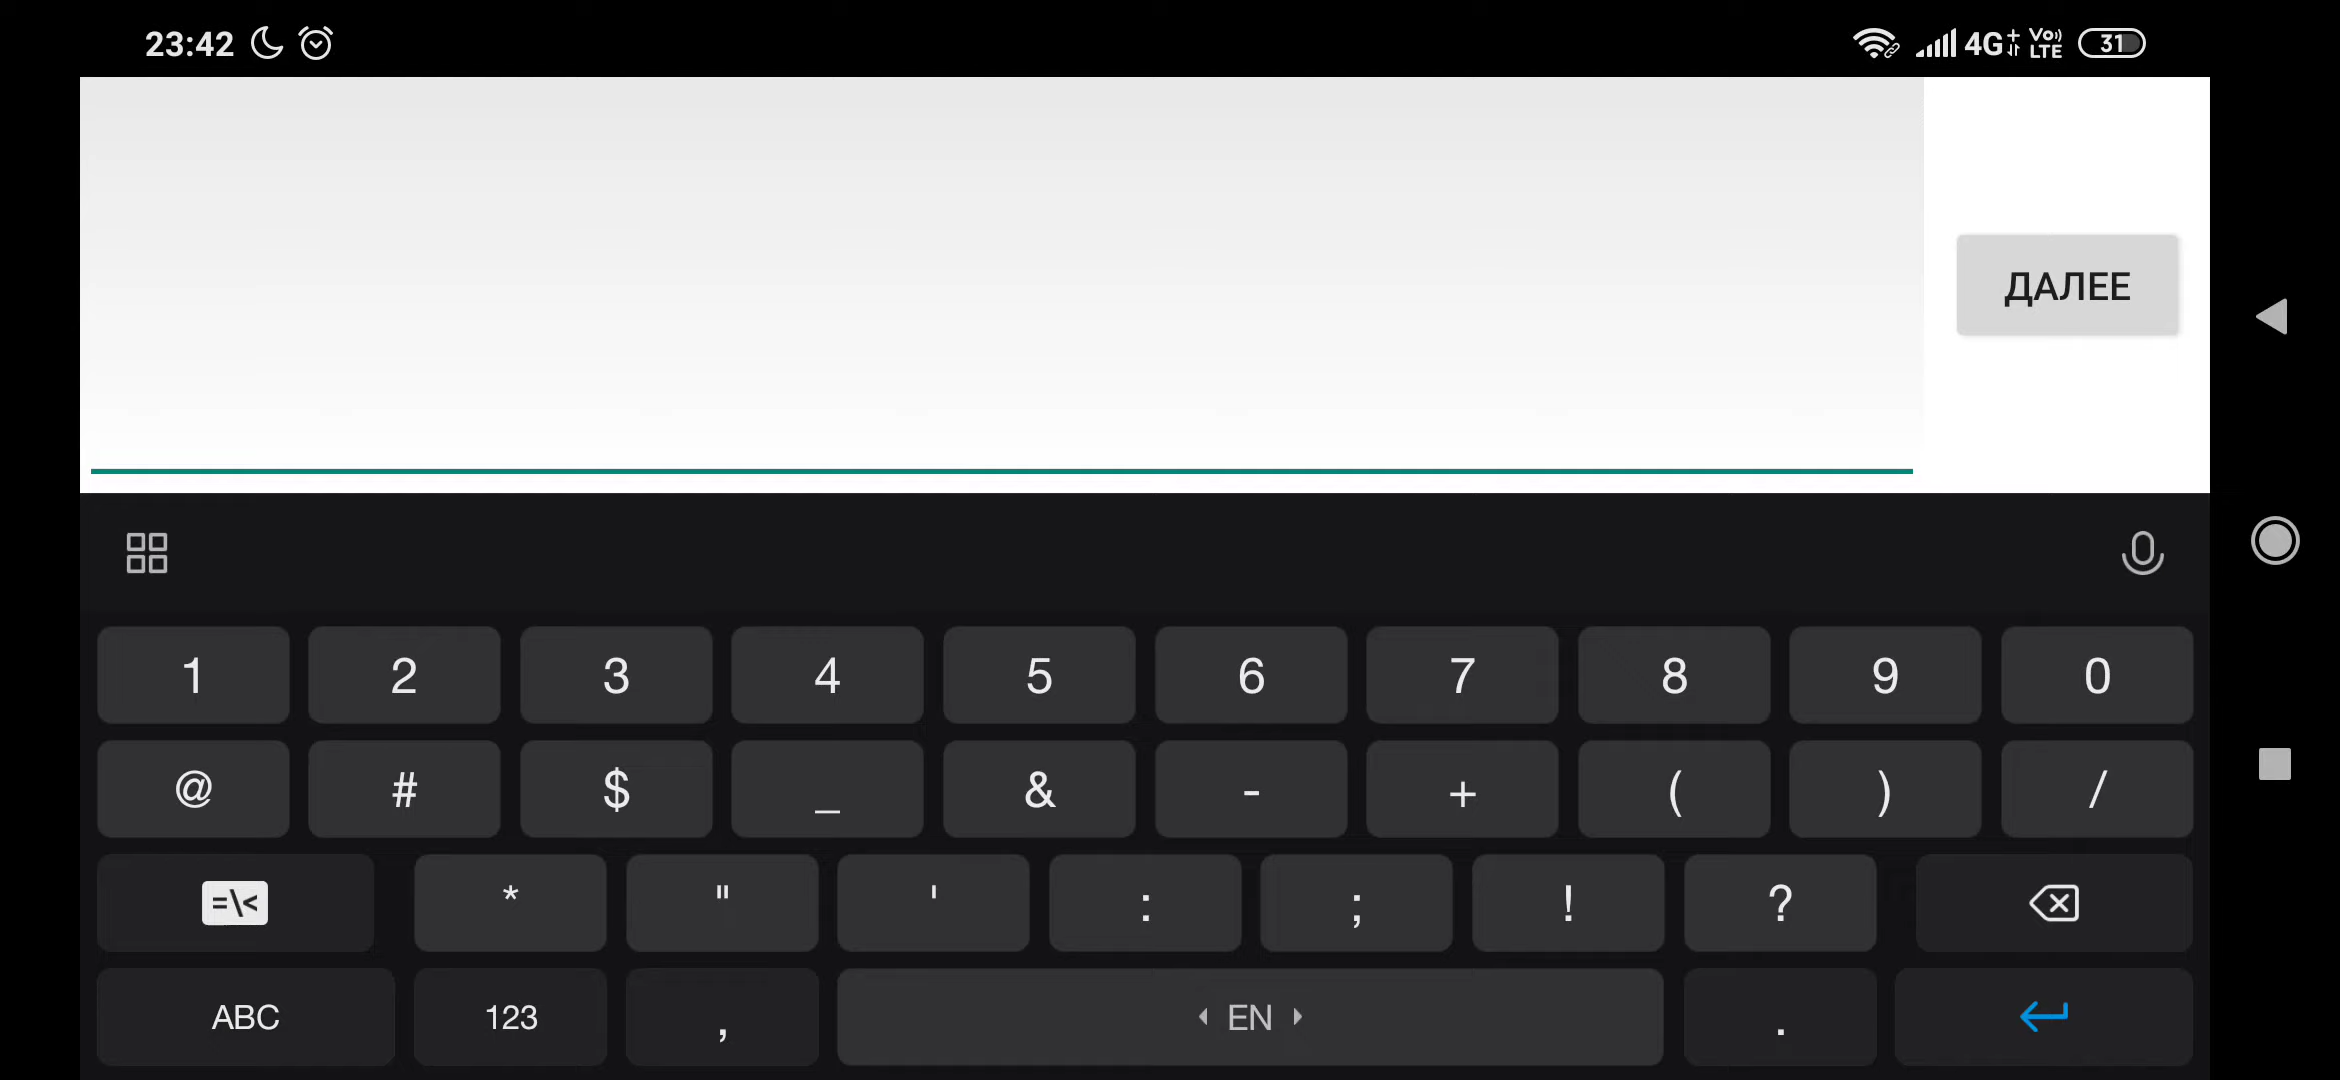 23:42 4G+ VoLTE 31
ДАЛЕЕ
1 2 3 4 5 6 7 8 9 0
@ # $ _ & - + ( ) /
=\< * " ' : ; ! ?
ABC 123 , EN .